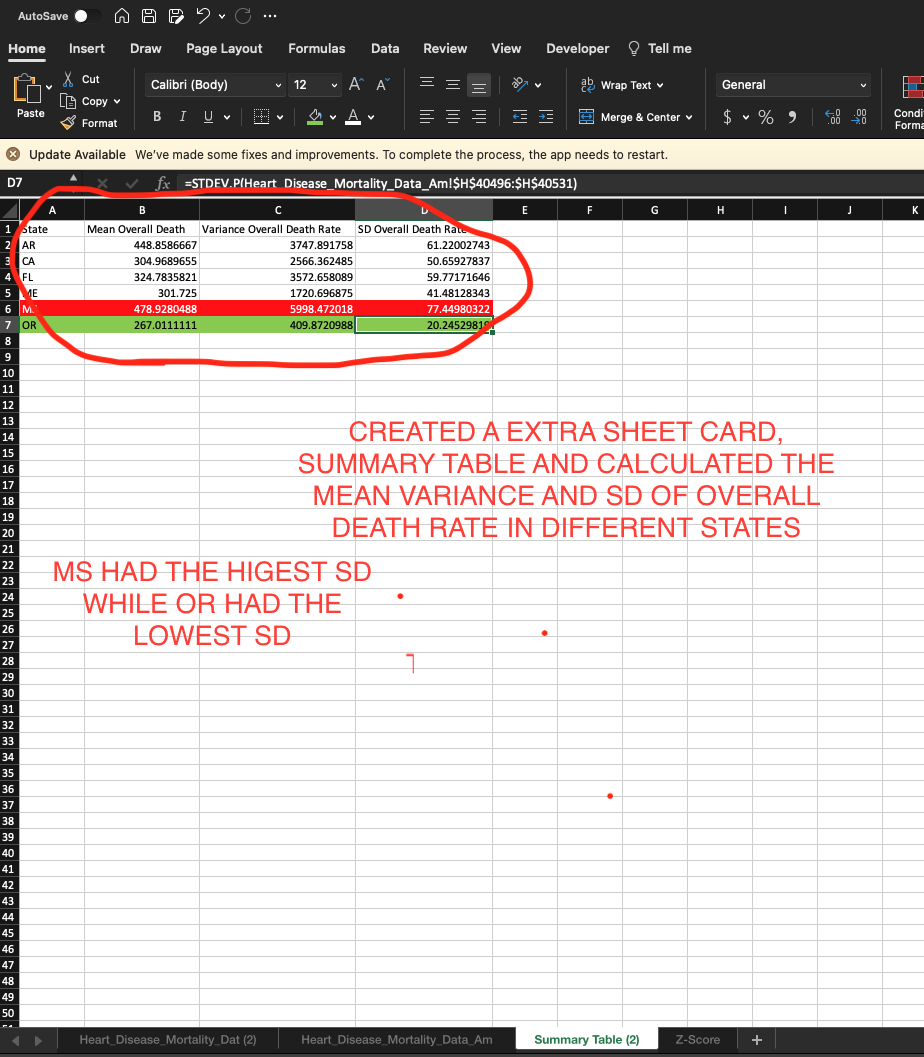 AutoSave
Home Insert Draw Page Layout Formulas Data Review View Developer Tell me
Paste
Cut
Copy
Format
Calibri (Body) 12 A A
B I U A
ab Wrap Text
Merge & Center
General
$ % 9 .00 .00
Condi
Forma
Update Available We've made some fixes and improvements. To complete the process, the app needs to restart.
D7 fx =STDEV.P(Heart_Disease_Mortality_Data_Am!$H$40496:$H$40531)
A B C D E F G H I J K
1 State Mean Overall Death Variance Overall Death Rate SD Overall Death Rate
2 AR 448.8586667 3747.891758 61.22002743
3 CA 304.9689655 2566.362485 50.65927837
4 FL 324.7835821 3572.658089 59.77171646
5 ME 301.725 1720.696875 41.48128343
6 MS 478.9280488 5998.472018 77.44980322
7 OR 267.0111111 409.8720988 20.24529819
8
9
10
11
12
13
14
15
16
17
18
19
20
21
22
23
24
25
26
27
28
29
30
31
32
33
34
35
36
37
38
39
40
41
42
43
44
45
46
47
48
49
50
51
CREATED A EXTRA SHEET CARD,
SUMMARY TABLE AND CALCULATED THE
MEAN VARIANCE AND SD OF OVERALL
DEATH RATE IN DIFFERENT STATES
MS HAD THE HIGEST SD
WHILE OR HAD THE
LOWEST SD
Heart_Disease_Mortality_Dat (2) Heart_Disease_Mortality_Data_Am Summary Table (2) Z-Score +